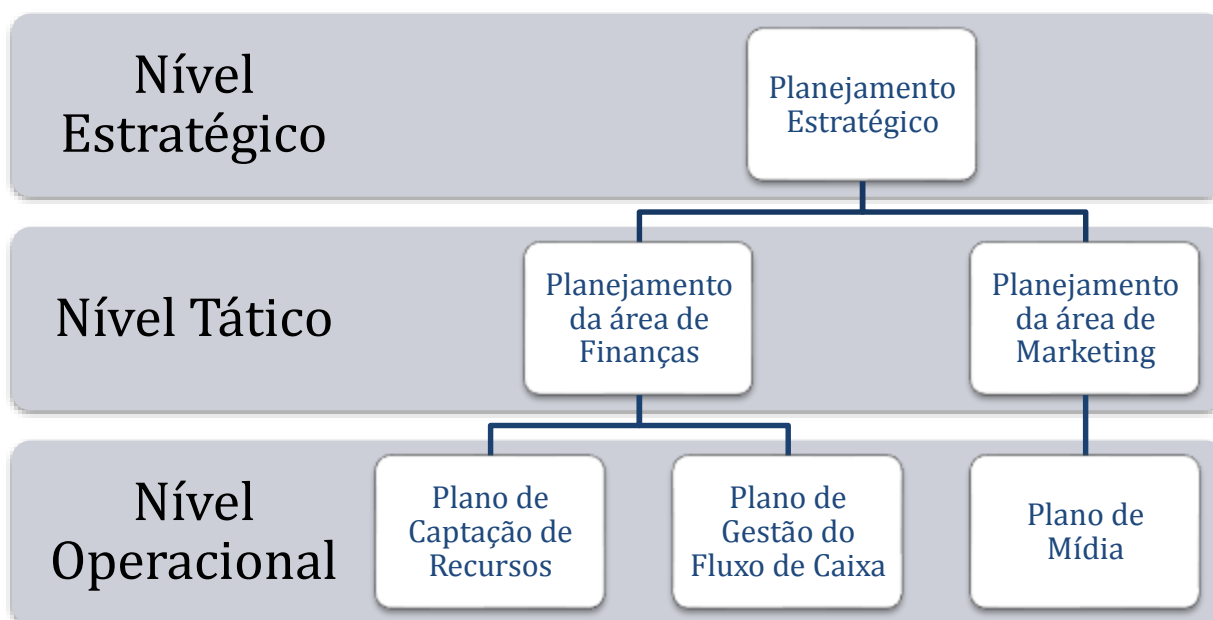 Nível
Estratégico
Planejamento
Estratégico
Nível Tático
Planejamento
da área de
Finanças
Planejamento
da área de
Marketing
Nível
Operacional
Plano de
Captação de
Recursos
Plano de
Gestão do
Fluxo de Caixa
Plano de
Mídia